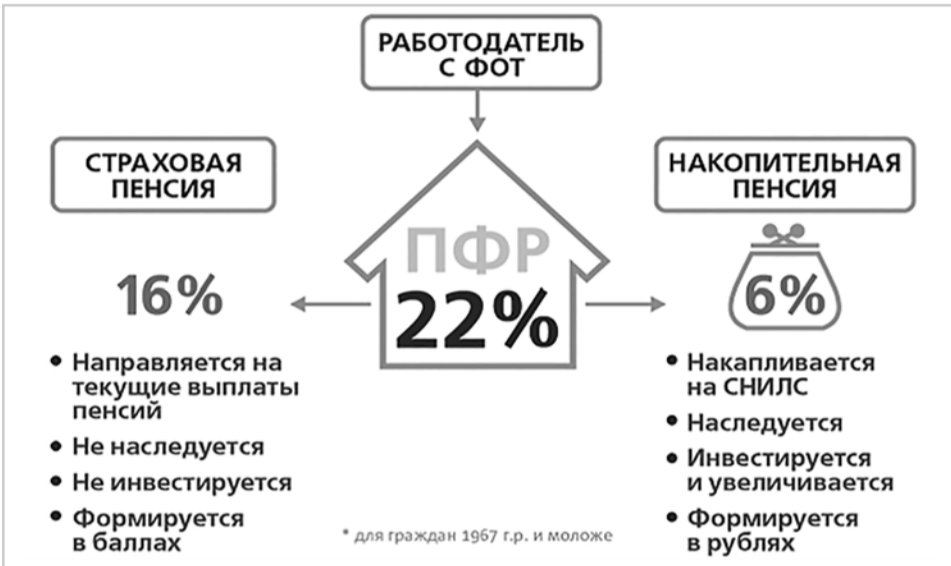 РАБОТОДАТЕЛЬ
С ФОТ
СТРАХОВАЯ
ПЕНСИЯ
16%
• Направляется на
текущие выплаты
пенсий
• Не наследуется
• Не инвестируется
• Формируется
в баллах
ПФР
22%
* для граждан 1967 г.р. и моложе
НАКОПИТЕЛЬНАЯ
ПЕНСИЯ
6%
• Накапливается
на СНИЛС
• Наследуется
• Инвестируется
и увеличивается
• Формируется
в рублях